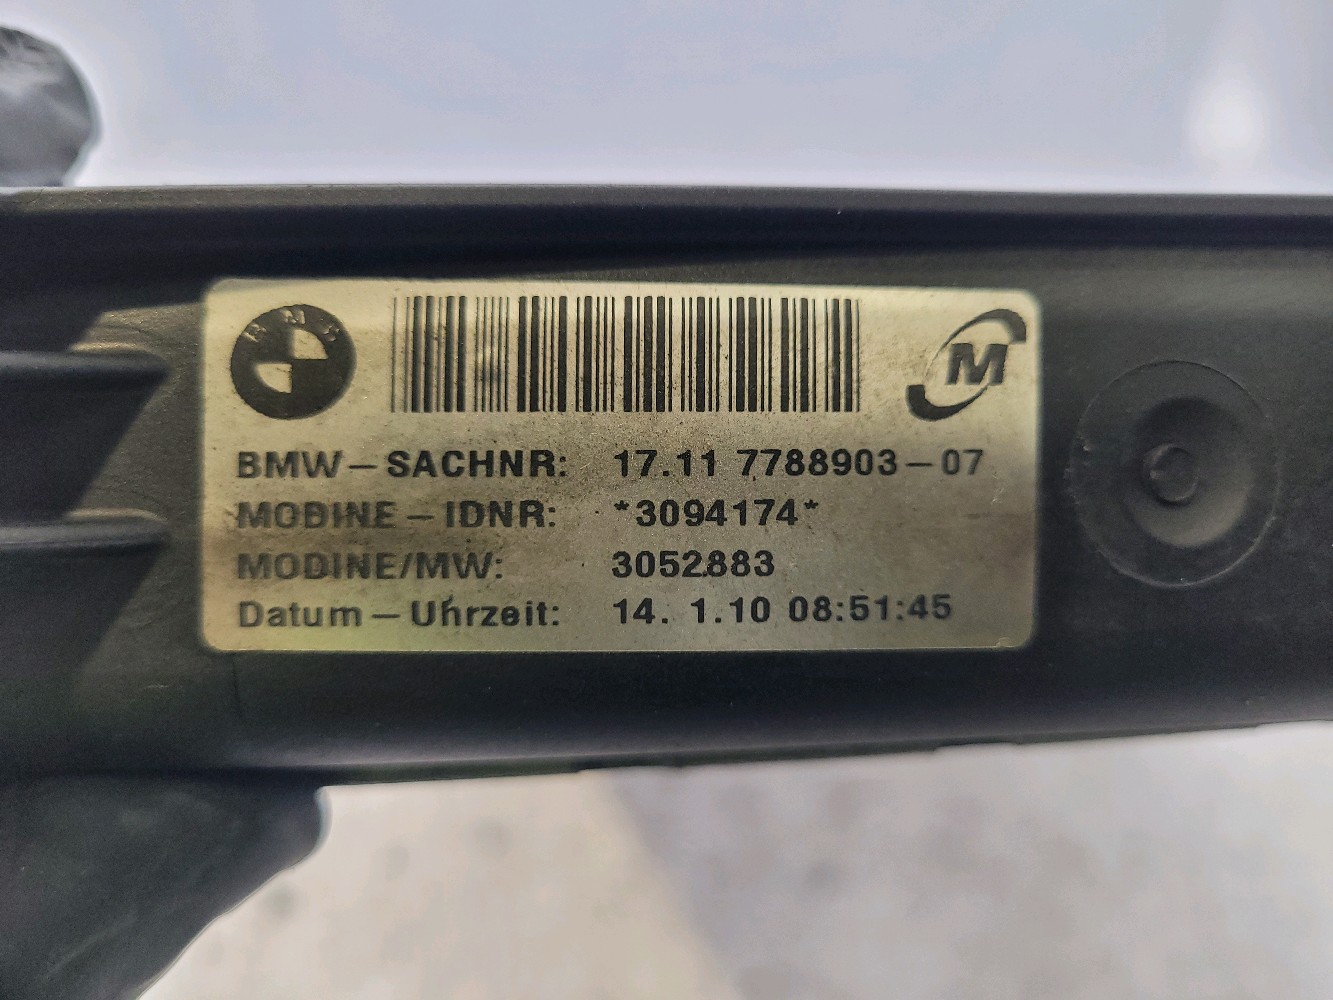 BMW
M
BMW-SACHNR: 17.11 7788903-07
MODINE-IDNR: *3094174*
MODINE/MW: 3052883
Datum-Uhrzeit: 14. 1.10 08:51:45